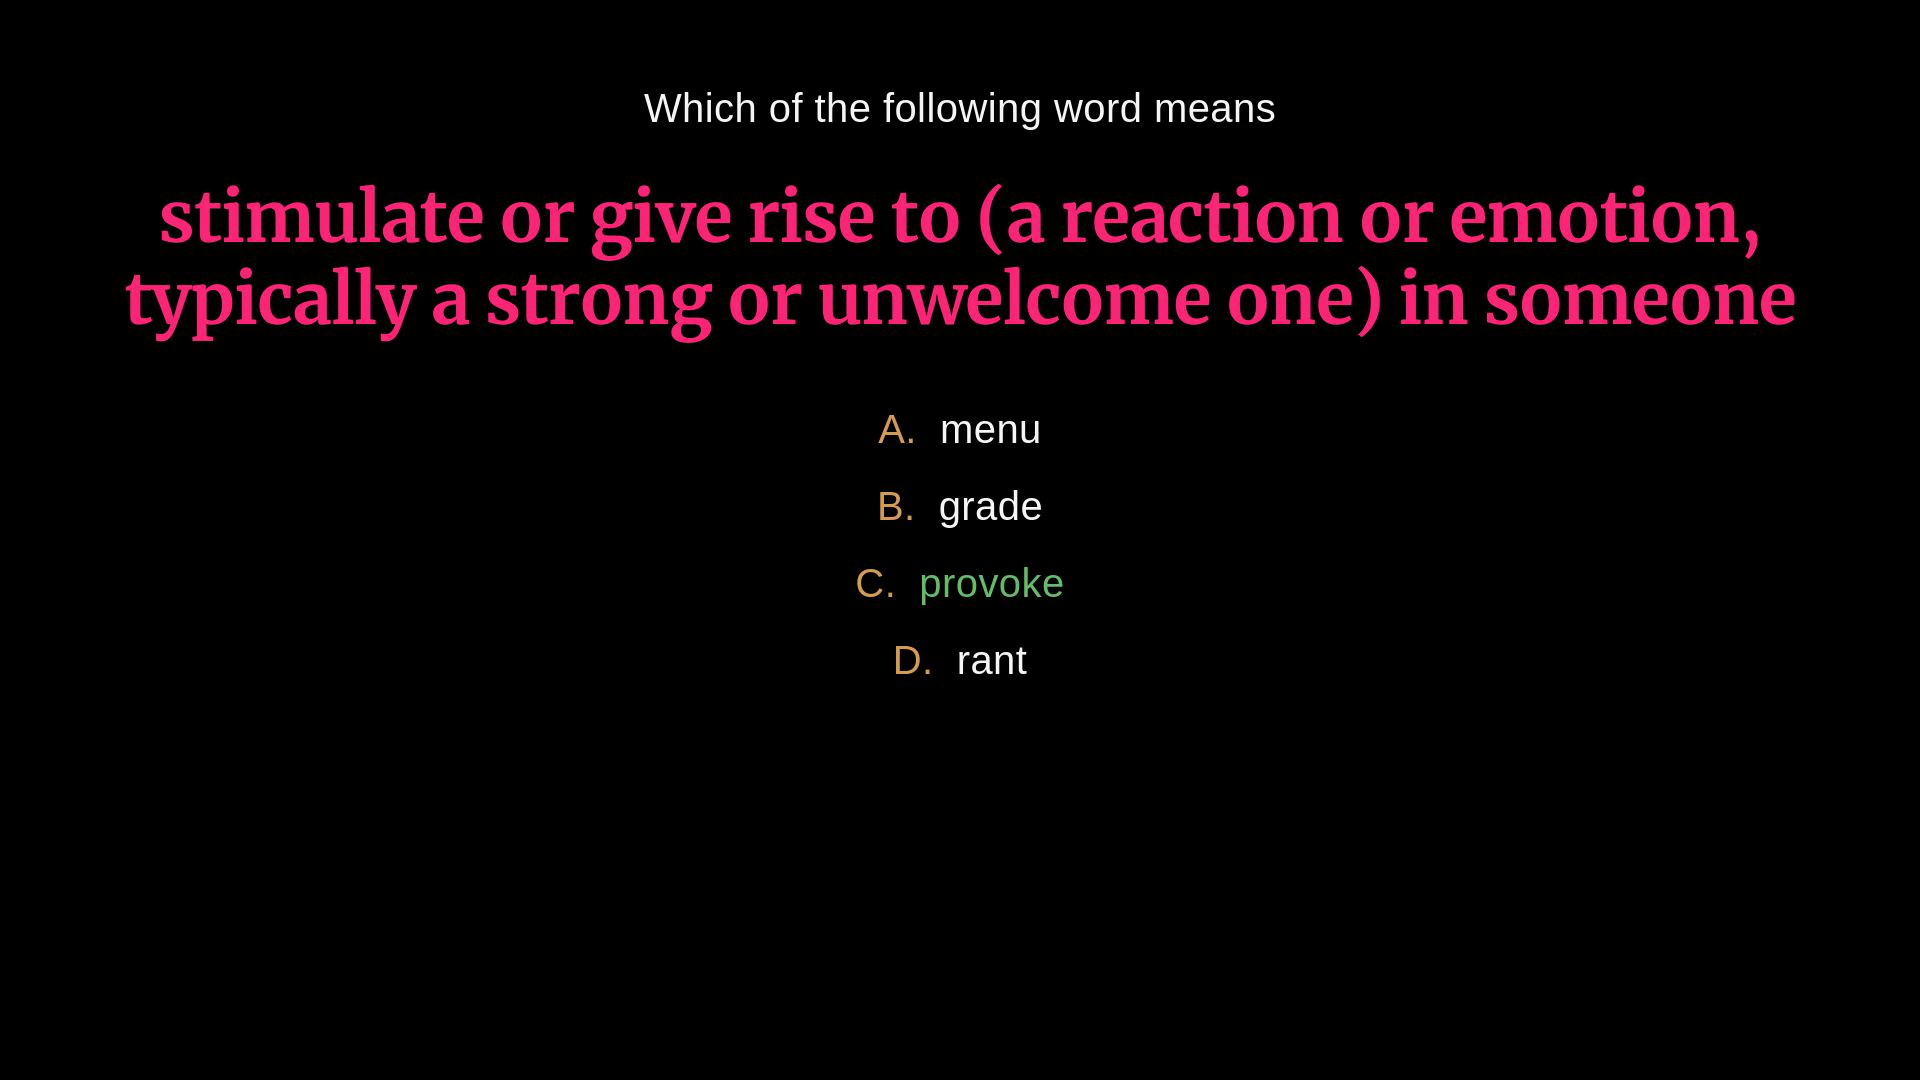 Which of the following word means
stimulate or give rise to (a reaction or emotion,
typically a strong or unwelcome one) in someone
A. menu
B. grade
C. provoke
D. rant